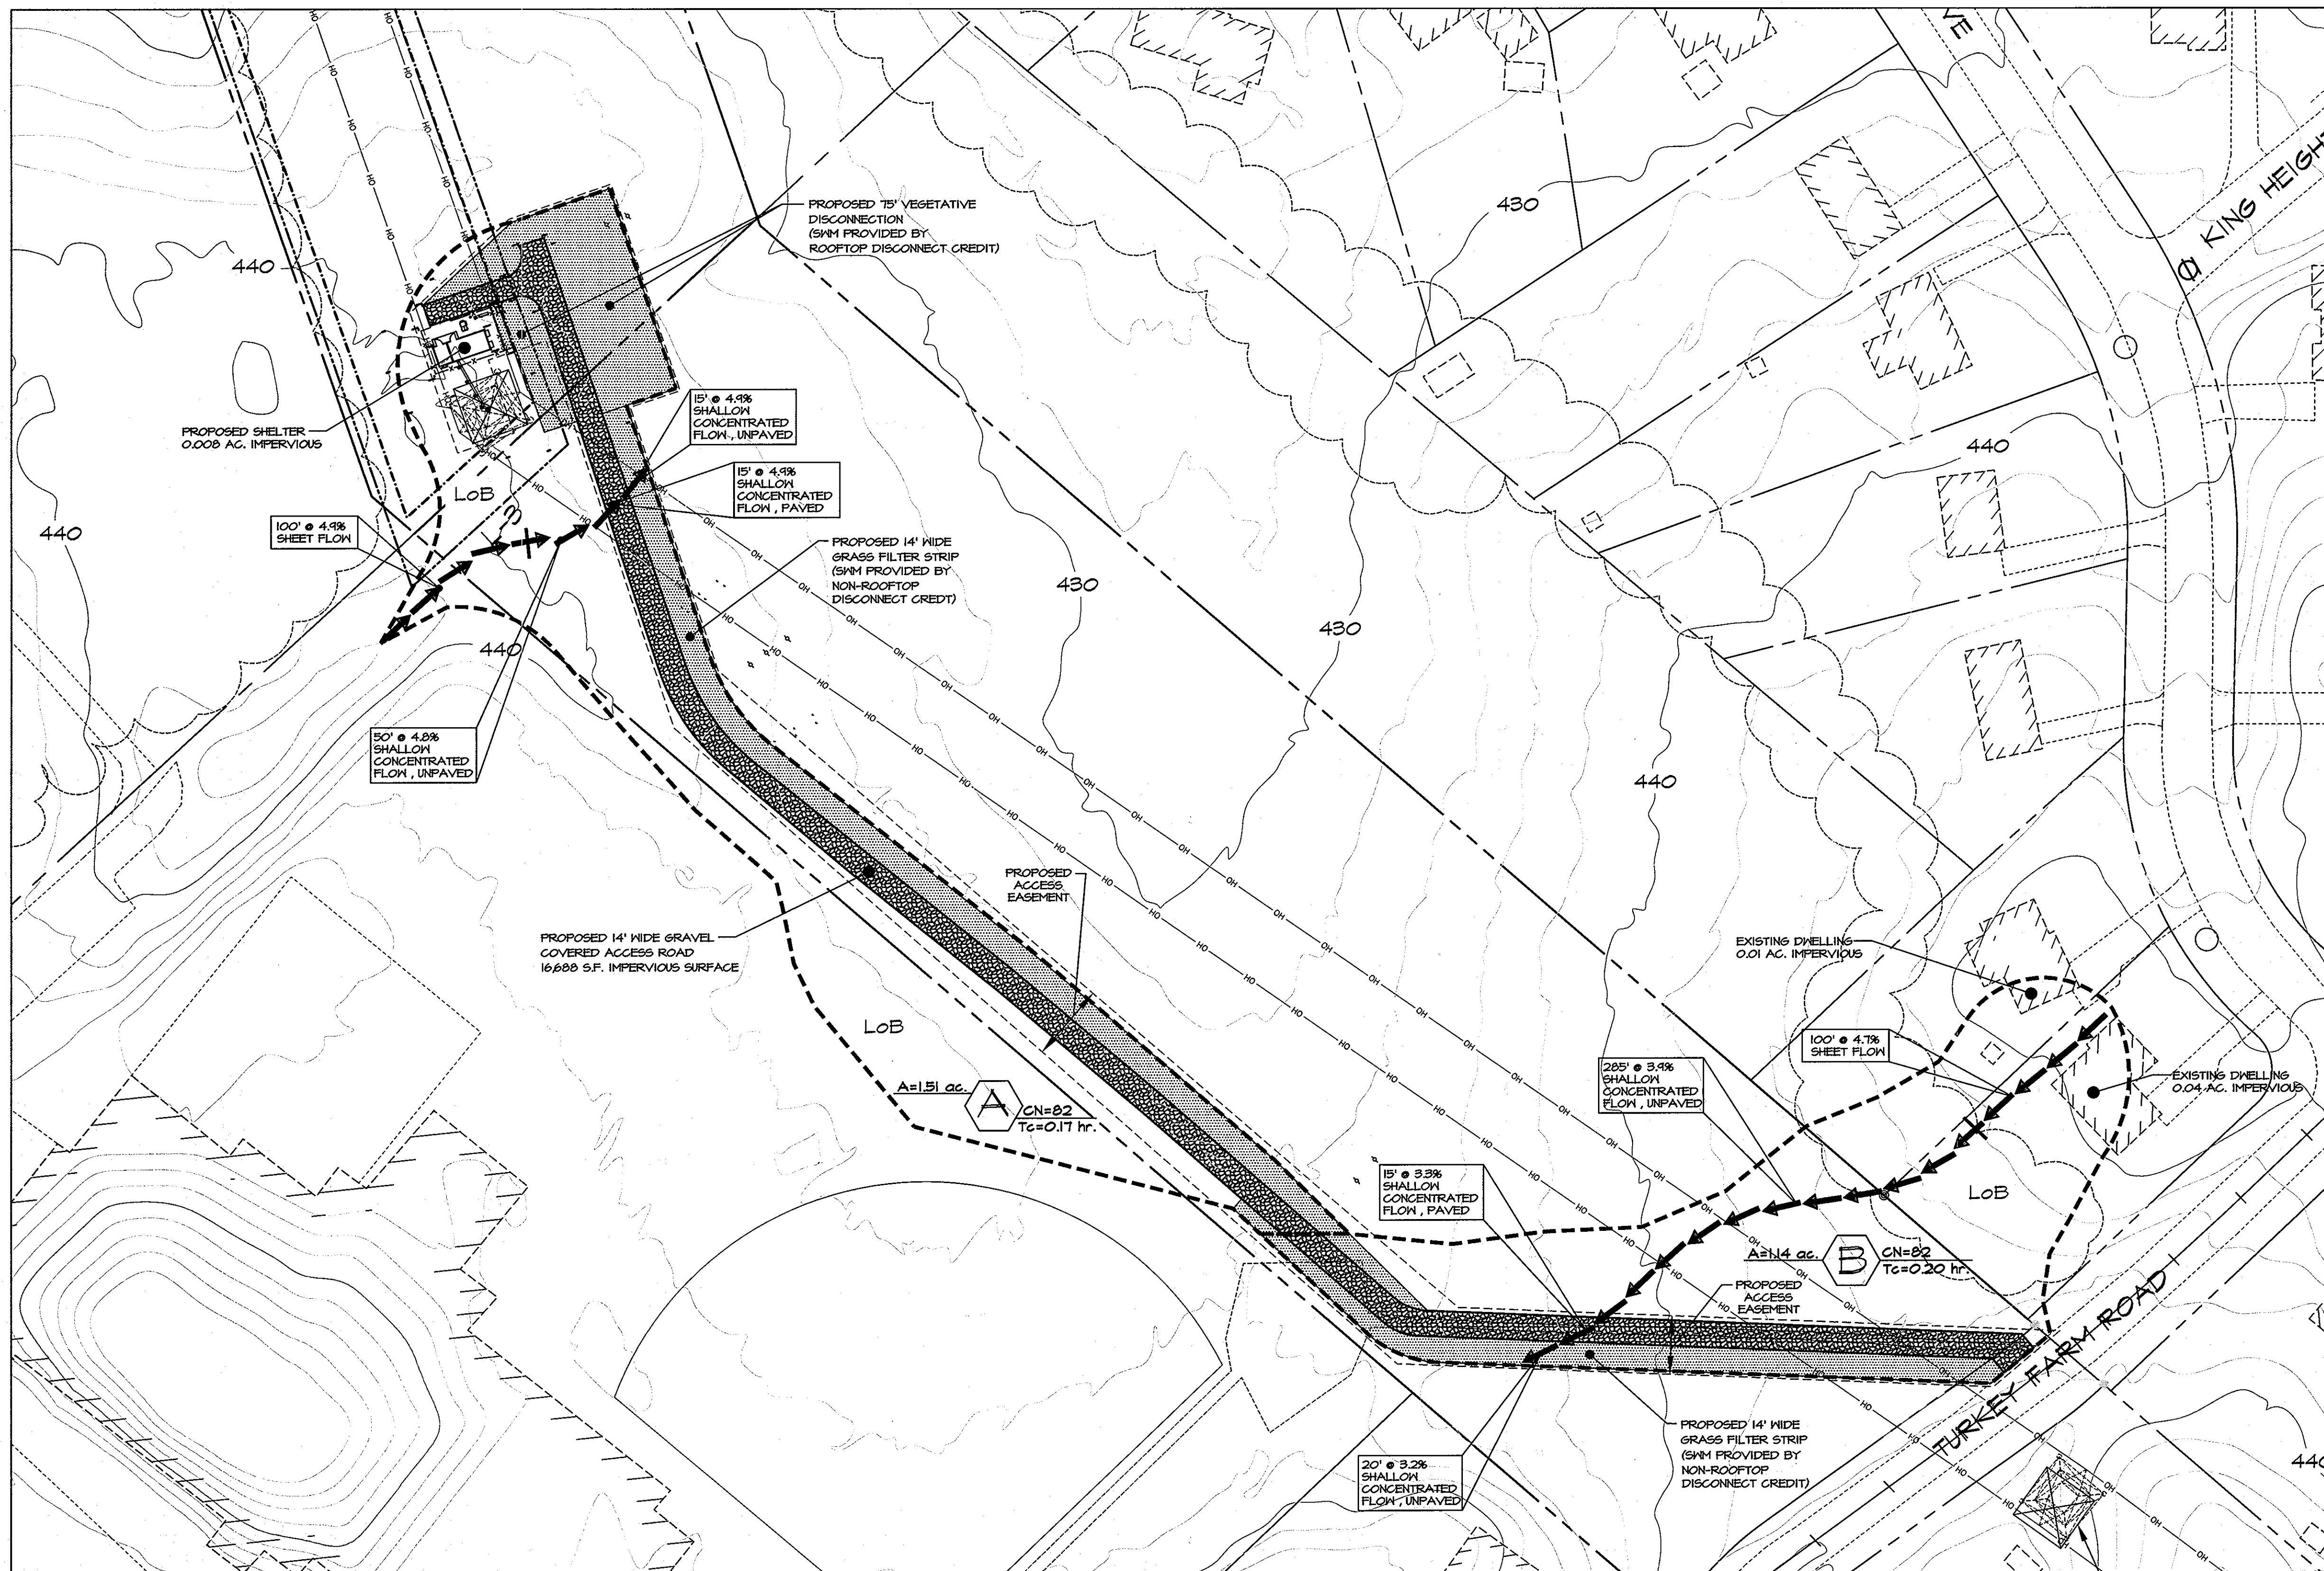 VE
℄ KING HEIGH
430
PROPOSED 75' VEGETATIVE
DISCONNECTION
(SWM PROVIDED BY
ROOFTOP DISCONNECT CREDIT)
440
PROPOSED SHELTER
0.008 AC. IMPERVIOUS
15' @ 4.9%
SHALLOW
CONCENTRATED
FLOW, UNPAVED
15' @ 4.9%
SHALLOW
CONCENTRATED
FLOW, PAVED
440
LoB
100' @ 4.9%
SHEET FLOW
440
PROPOSED 14' WIDE
GRASS FILTER STRIP
(SWM PROVIDED BY
NON-ROOFTOP
DISCONNECT CREDT)
430
430
440
50' @ 4.8%
SHALLOW
CONCENTRATED
FLOW, UNPAVED
440
PROPOSED
ACCESS
EASEMENT
PROPOSED 14' WIDE GRAVEL
COVERED ACCESS ROAD
16,688 S.F. IMPERVIOUS SURFACE
EXISTING DWELLING
0.01 AC. IMPERVIOUS
LoB
100' @ 4.7%
SHEET FLOW
285' @ 3.9%
SHALLOW
CONCENTRATED
FLOW, UNPAVED
EXISTING DWELLING
0.04 AC. IMPERVIOUS
A=1.51 ac.
A
CN=82
Tc=0.17 hr.
15' @ 3.3%
SHALLOW
CONCENTRATED
FLOW, PAVED
LoB
A=1.14 ac.
B
CN=82
Tc=0.20 hr.
PROPOSED
ACCESS
EASEMENT
TURKEY FARM ROAD
PROPOSED 14' WIDE
GRASS FILTER STRIP
(SWM PROVIDED BY
NON-ROOFTOP
DISCONNECT CREDIT)
20' @ 3.2%
SHALLOW
CONCENTRATED
FLOW, UNPAVED
440
OH
OH
OH
OH